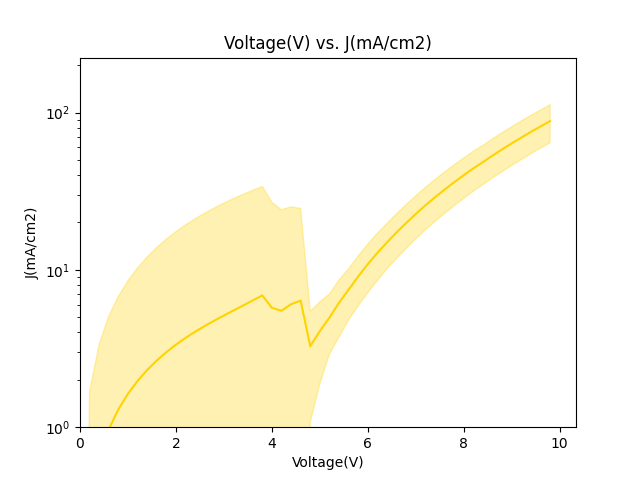 Voltage(V) vs. J(mA/cm2)
J(mA/cm2)
10²
10¹
10⁰
0 2 4 6 8 10
Voltage(V)